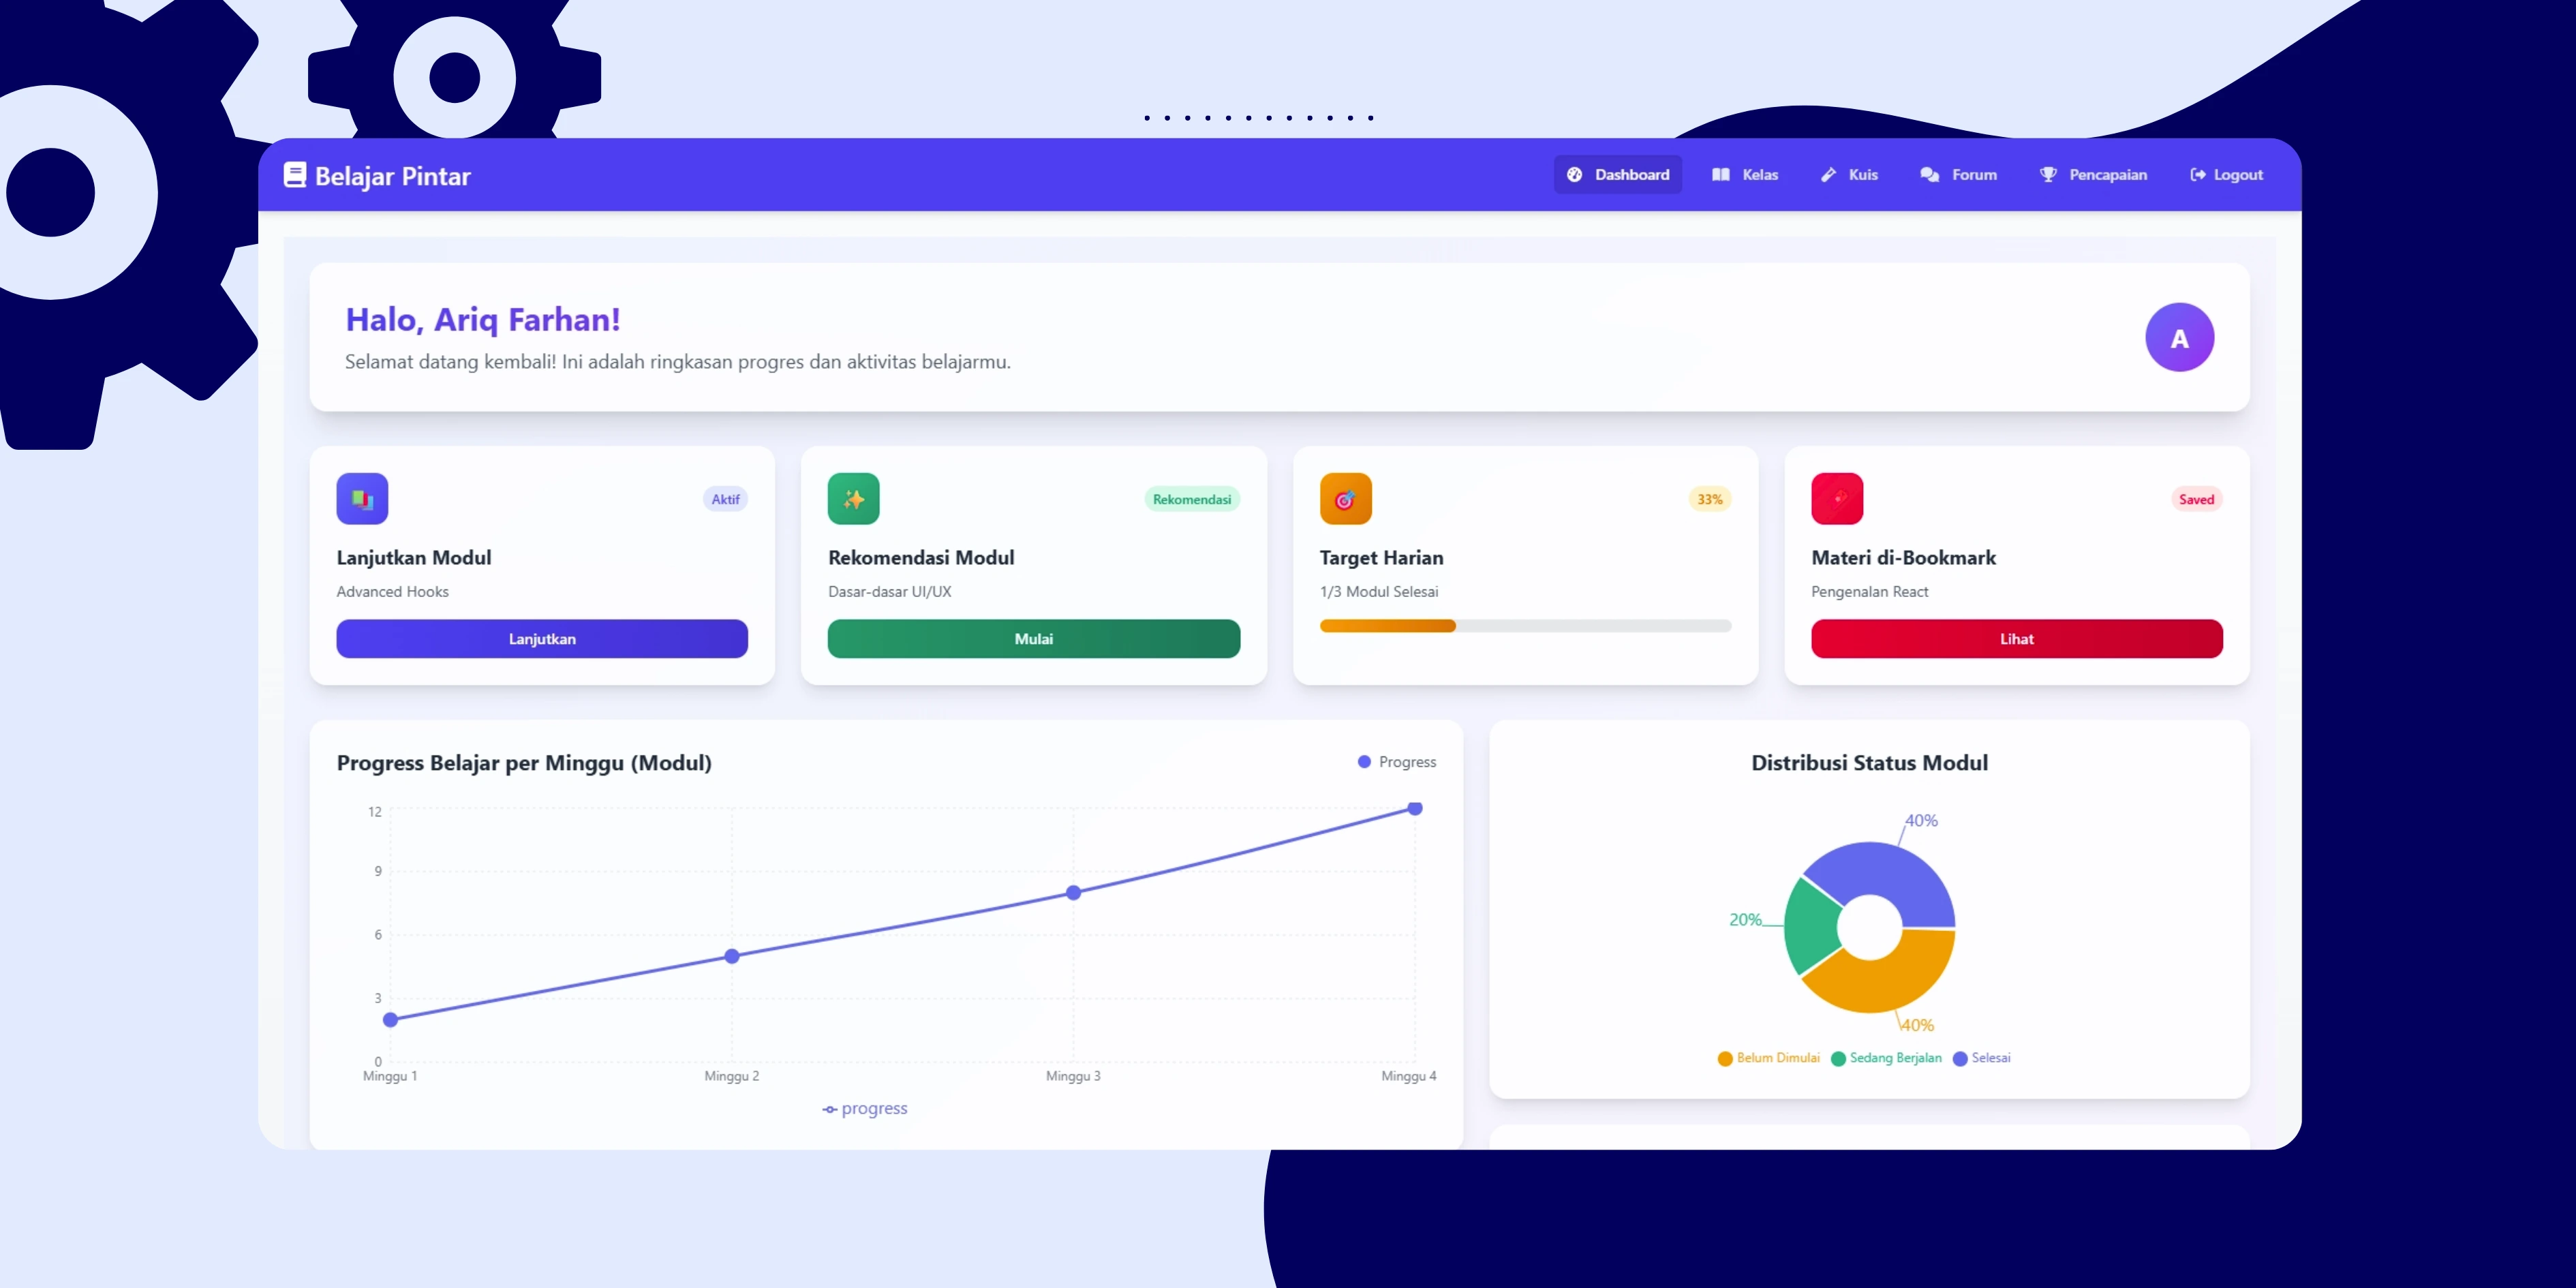 Belajar Pintar
Dashboard
Kelas
Kuis
Forum
Pencapaian
Logout
Halo, Ariq Farhan!
Selamat datang kembali! Ini adalah ringkasan progres dan aktivitas belajarmu.
A
Aktif
Lanjutkan Modul
Advanced Hooks
Lanjutkan
Rekomendasi
Rekomendasi Modul
Dasar-dasar UI/UX
Mulai
33%
Target Harian
1/3 Modul Selesai
Saved
Materi di-Bookmark
Pengenalan React
Lihat
Progress Belajar per Minggu (Modul)
Progress
12
9
6
3
0
Minggu 1
Minggu 2
Minggu 3
Minggu 4
progress
Distribusi Status Modul
40%
20%
40%
Belum Dimulai
Sedang Berjalan
Selesai